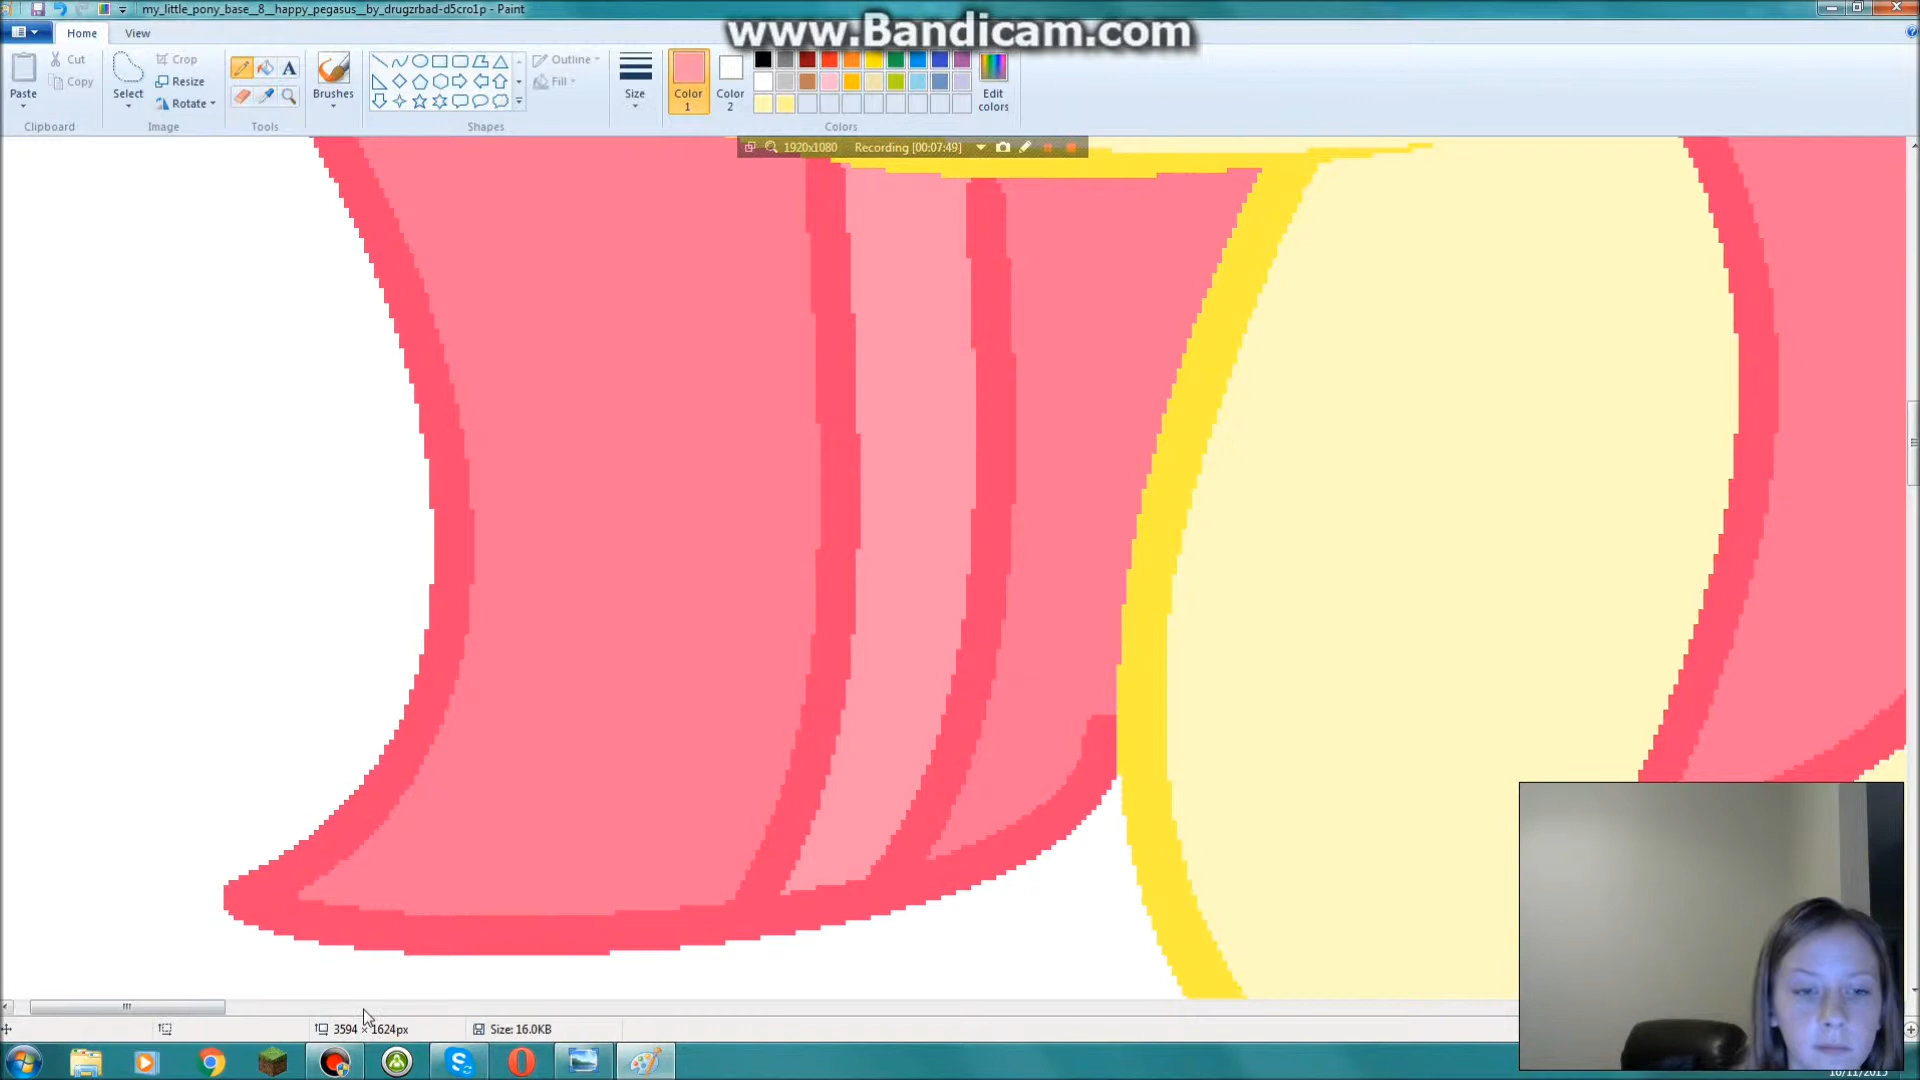 my_little_pony_base__8__happy_pegasus__by_drugzrbad-d5cro1p - Paint
www.Bandicam.com
Home
View
Paste
Cut
Copy
Clipboard
Select
Crop
Resize
Rotate
Image
A
Tools
Brushes
Outline
Fill
Shapes
Size
Color 1
Color 2
Edit colors
Colors
1920x1080
Recording [00:07:49]
3594 × 1624px
Size: 16.0KB